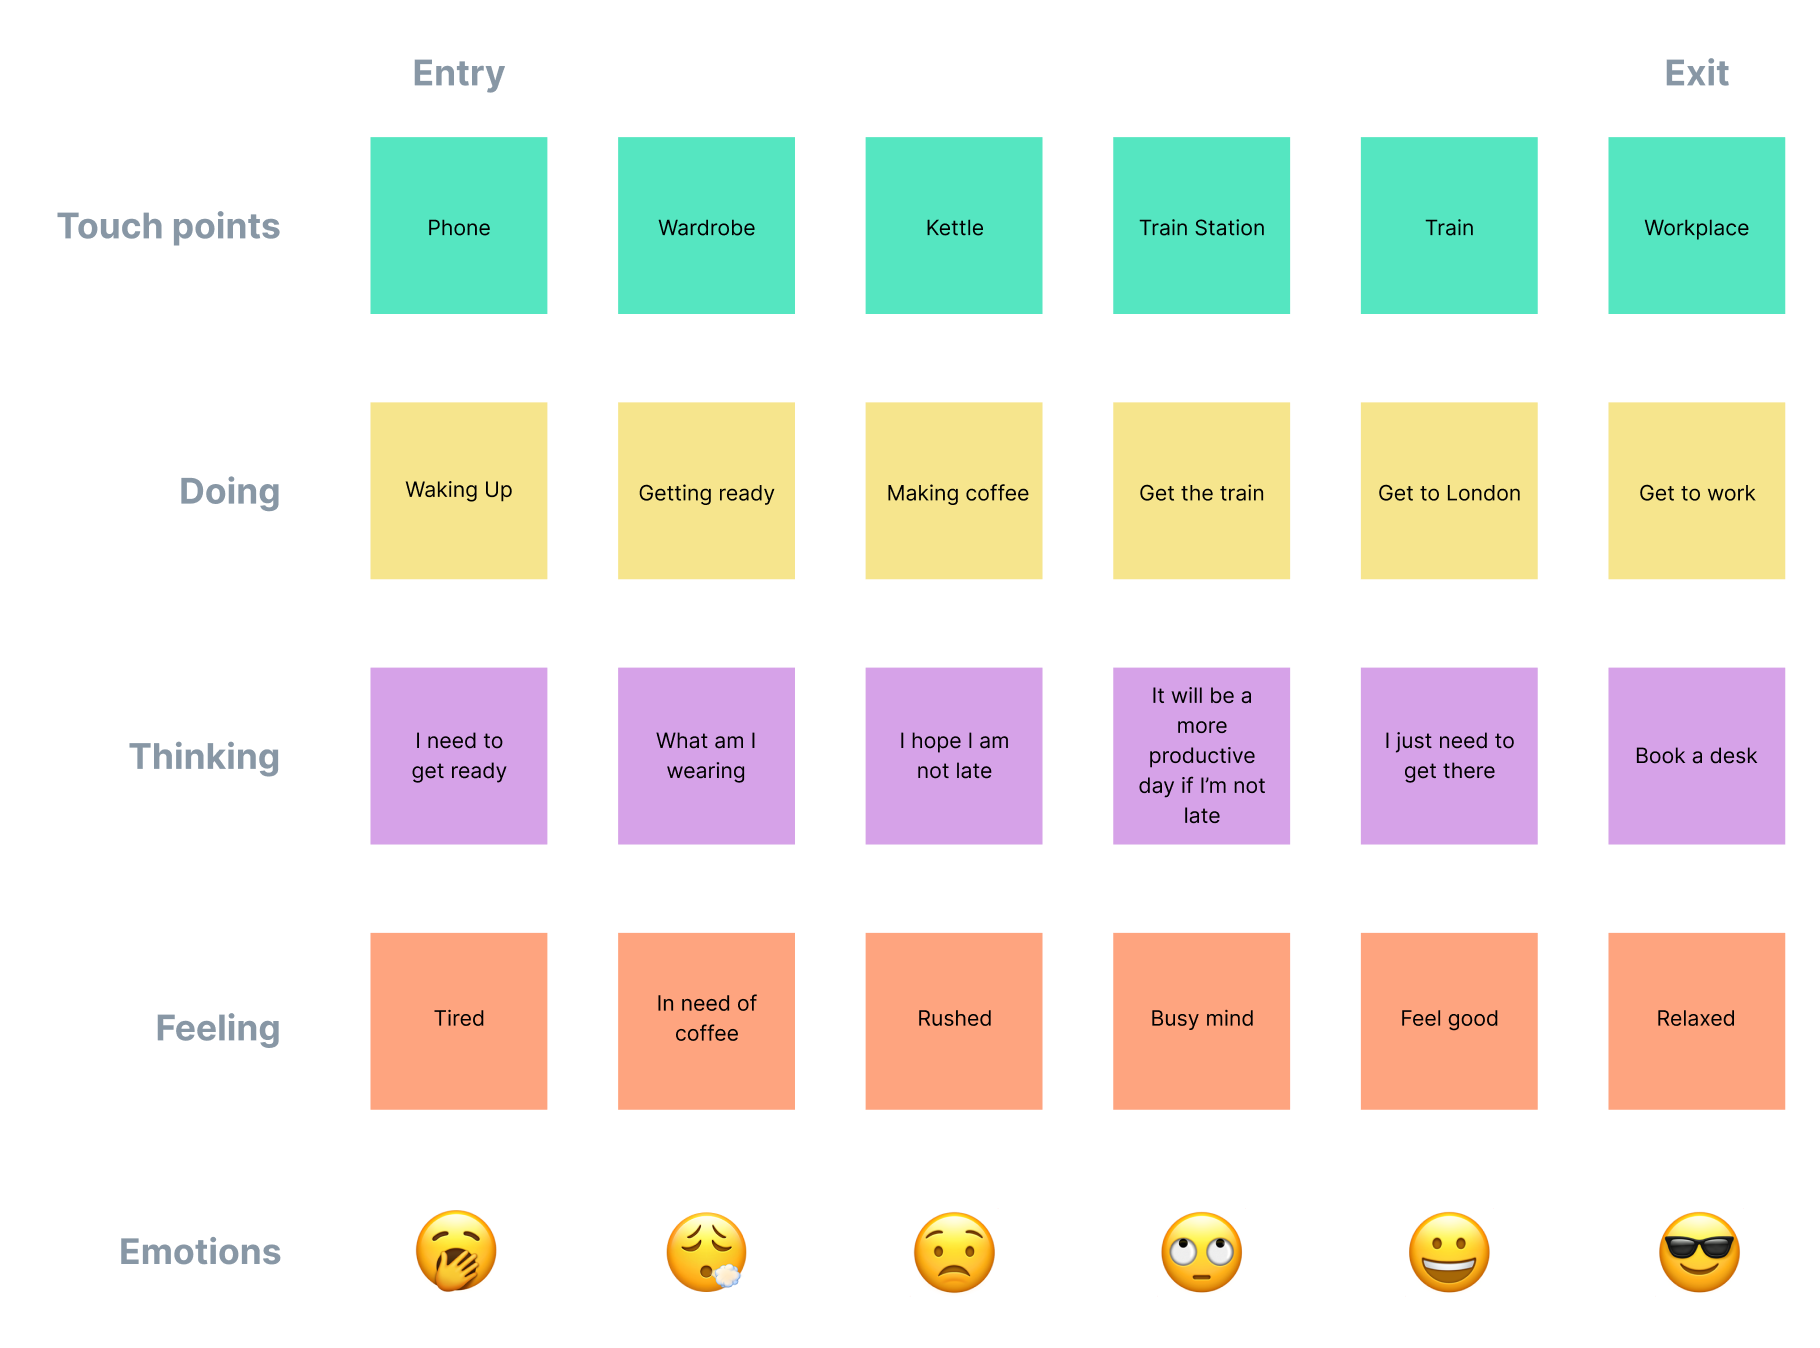 Entry
Exit
Touch points
Phone
Wardrobe
Kettle
Train Station
Train
Workplace
Doing
Waking Up
Getting ready
Making coffee
Get the train
Get to London
Get to work
Thinking
I need to
get ready
What am I
wearing
I hope I am
not late
It will be a
more
productive
day if I’m not
late
I just need to
get there
Book a desk
Feeling
Tired
In need of
coffee
Rushed
Busy mind
Feel good
Relaxed
Emotions